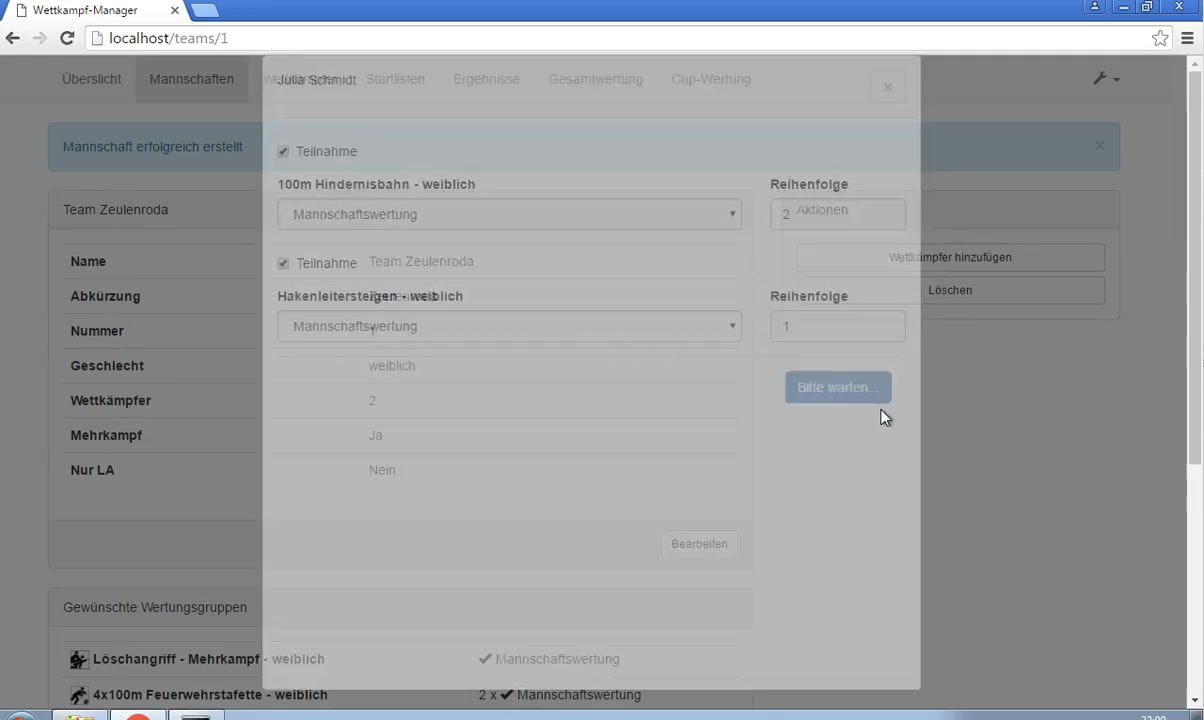 Wettkampf-Manager
localhost/teams/1
Übersicht Mannschaften Startlisten Ergebnisse Gesamtwertung Cup-Wertung
Julia Schmidt
Mannschaft erfolgreich erstellt
Teilnahme
100m Hindernisbahn - weiblich Reihenfolge
Mannschaftswertung 2
Team Zeulenroda Aktionen
Name Team Zeulenroda Wettkämpfer hinzufügen
Teilnahme
Abkürzung Löschen
Hakenleitersteigen - weiblich Reihenfolge
Nummer 1
Mannschaftswertung 1
Geschlecht weiblich
Bitte warten...
Wettkämpfer 2
Mehrkampf Ja
Nur LA Nein
Bearbeiten
Gewünschte Wertungsgruppen
Löschangriff - Mehrkampf - weiblich Mannschaftswertung
4x100m Feuerwehrstafette - weiblich 2 x Mannschaftswertung